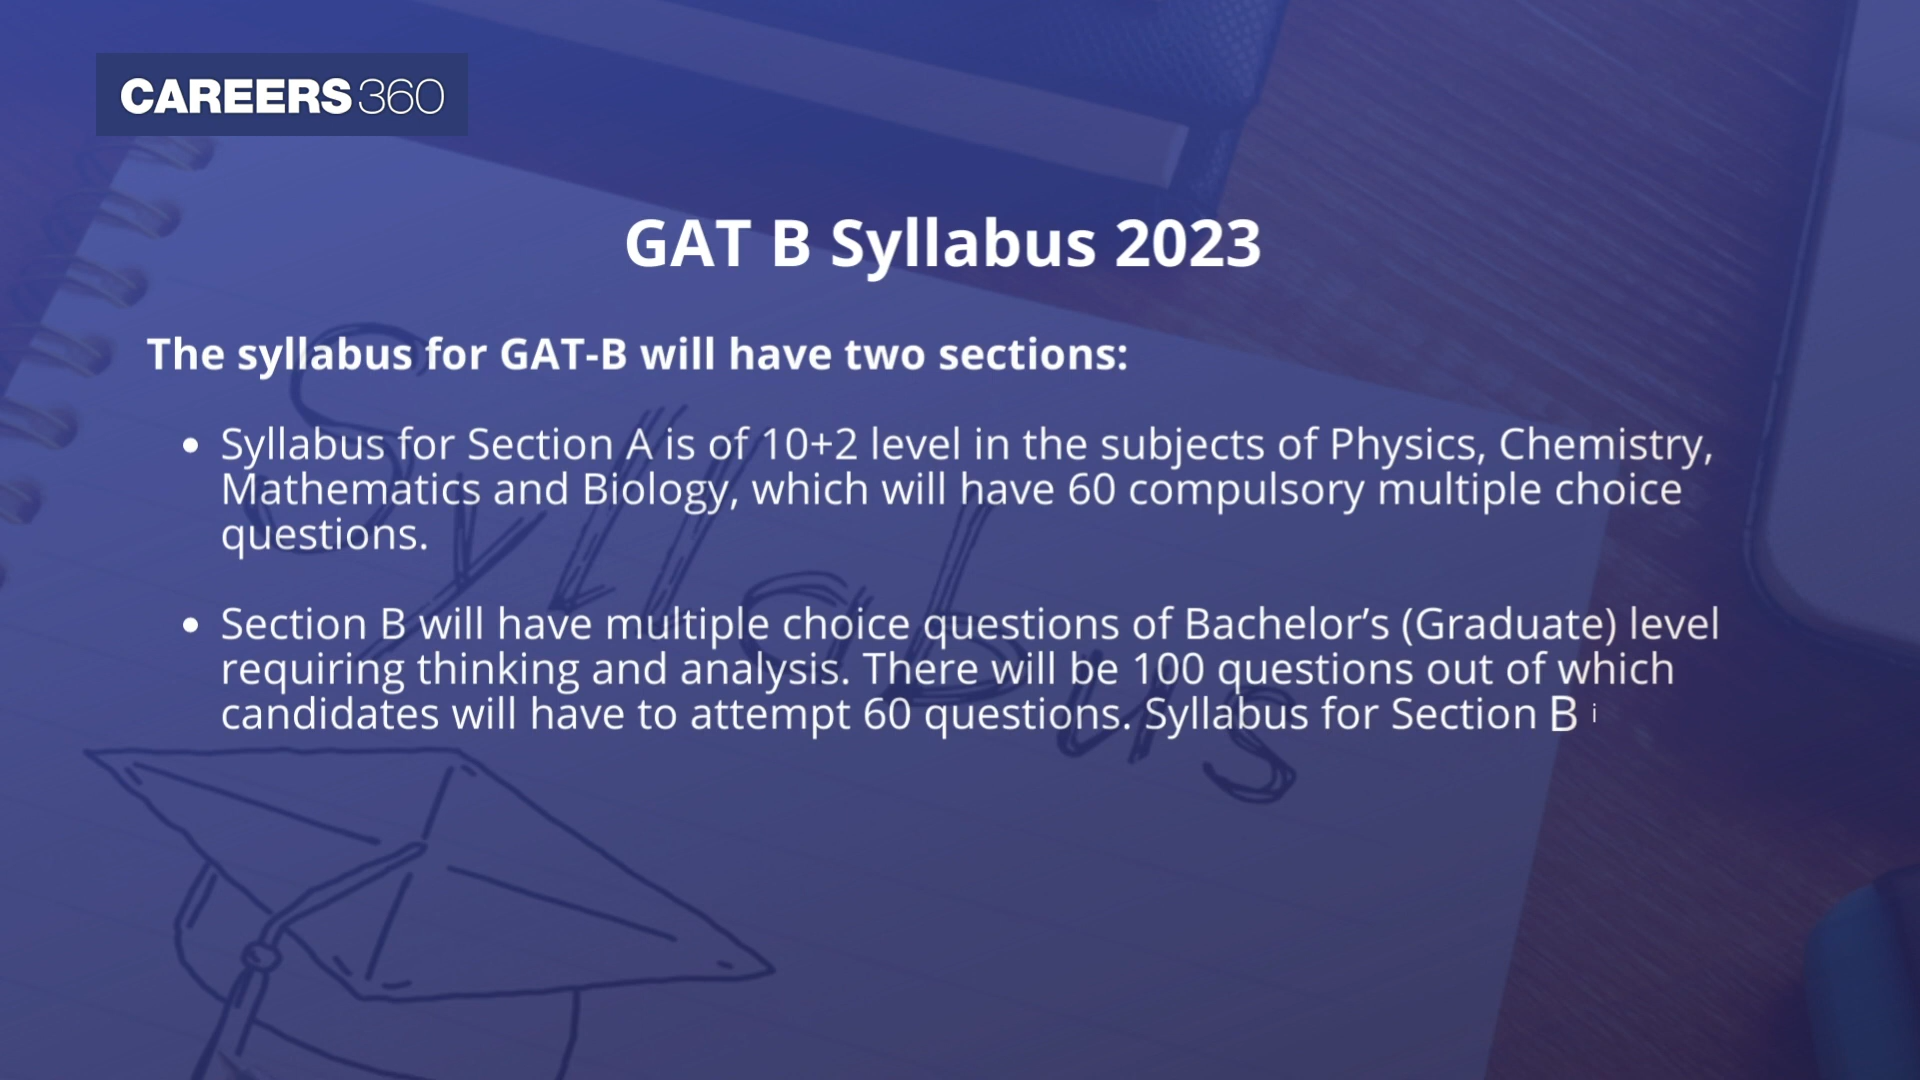 CAREERS360
GAT B Syllabus 2023
The syllabus for GAT-B will have two sections:
• Syllabus for Section A is of 10+2 level in the subjects of Physics, Chemistry,
Mathematics and Biology, which will have 60 compulsory multiple choice
questions.
• Section B will have multiple choice questions of Bachelor’s (Graduate) level
requiring thinking and analysis. There will be 100 questions out of which
candidates will have to attempt 60 questions. Syllabus for Section B i
Syllabus